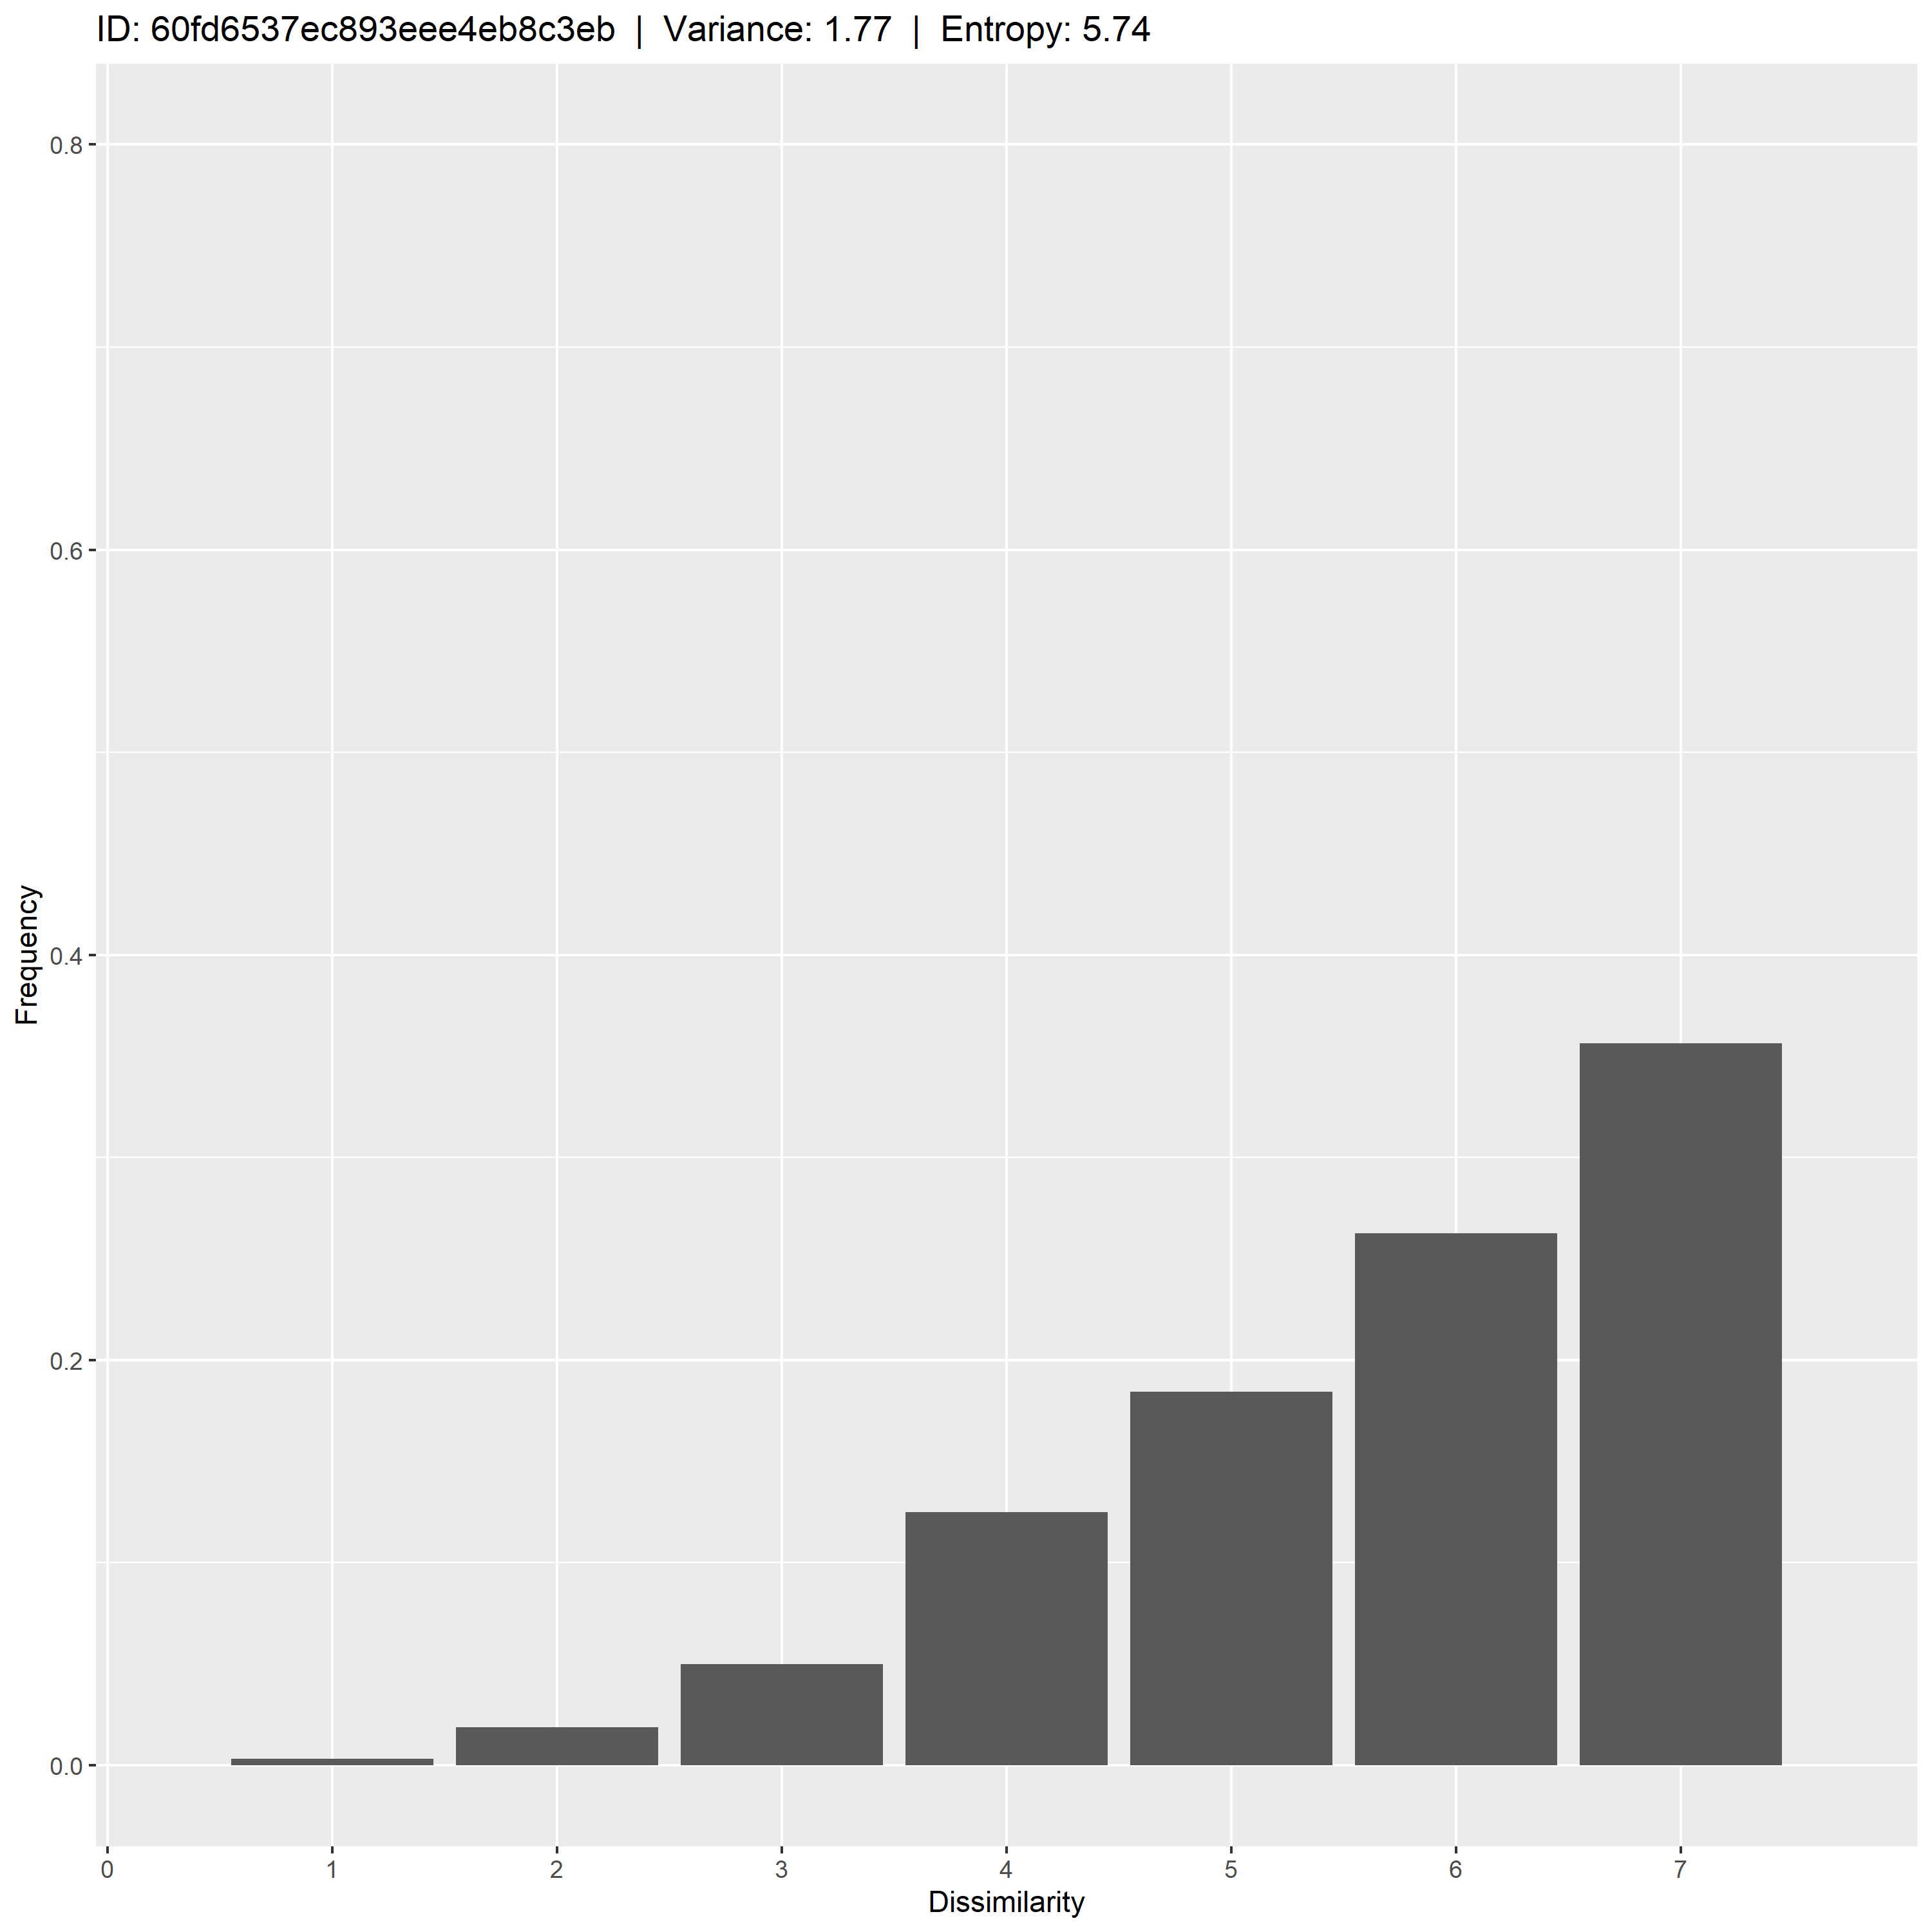 ID: 60fd6537ec893eee4eb8c3eb | Variance: 1.77 | Entropy: 5.74
0.8
0.6
0.4
0.2
0.0
Frequency
0 1 2 3 4 5 6 7
Dissimilarity